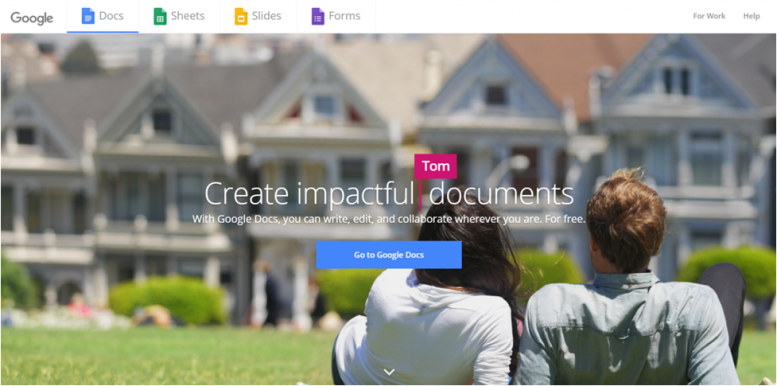 Google Docs Sheets Slides Forms For Work Help
Tom
Create impactful documents
With Google Docs, you can write, edit, and collaborate wherever you are. For free.
Go to Google Docs